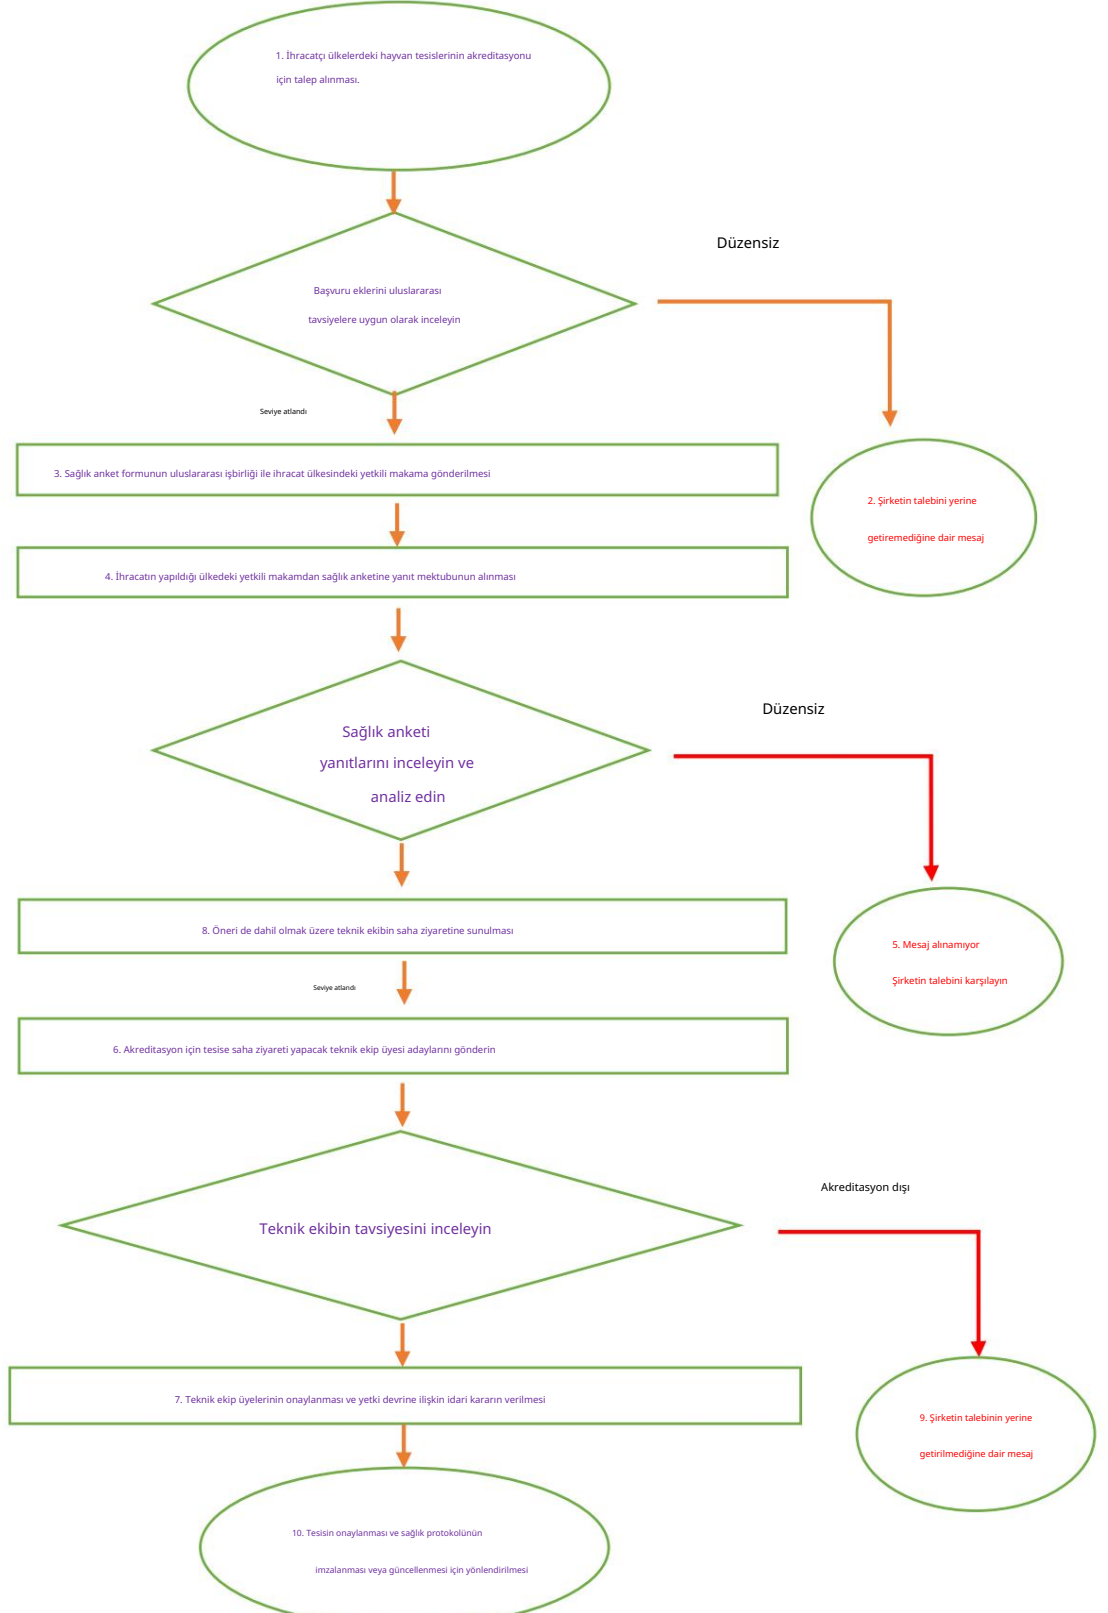 1. İhracatçı ülkelerdeki hayvan tesislerinin akreditasyonu
için talep alınması.
Düzensiz
Başvuru eklerini uluslararası
tavsiyelere uygun olarak inceleyin
Seviye atlandı
3. Sağlık anket formunun uluslararası işbirliği ile ihracat ülkesindeki yetkili makama gönderilmesi
2. Şirketin talebini yerine
getiremediğine dair mesaj
4. İhracatın yapıldığı ülkedeki yetkili makamdan sağlık anketine yanıt mektubunun alınması
Düzensiz
Sağlık anketi
yanıtlarını inceleyin ve
analiz edin
8. Öneri de dahil olmak üzere teknik ekibin saha ziyaretine sunulması
5. Mesaj alınamıyor
Şirketin talebini karşılayın
Seviye atlandı
6. Akreditasyon için tesise saha ziyareti yapacak teknik ekip üyesi adaylarını gönderin
Akreditasyon dışı
Teknik ekibin tavsiyesini inceleyin
7. Teknik ekip üyelerinin onaylanması ve yetki devrine ilişkin idari kararın verilmesi
9. Şirketin talebinin yerine
getirilmediğine dair mesaj
10. Tesisin onaylanması ve sağlık protokolünün
imzalanması veya güncellenmesi için yönlendirilmesi